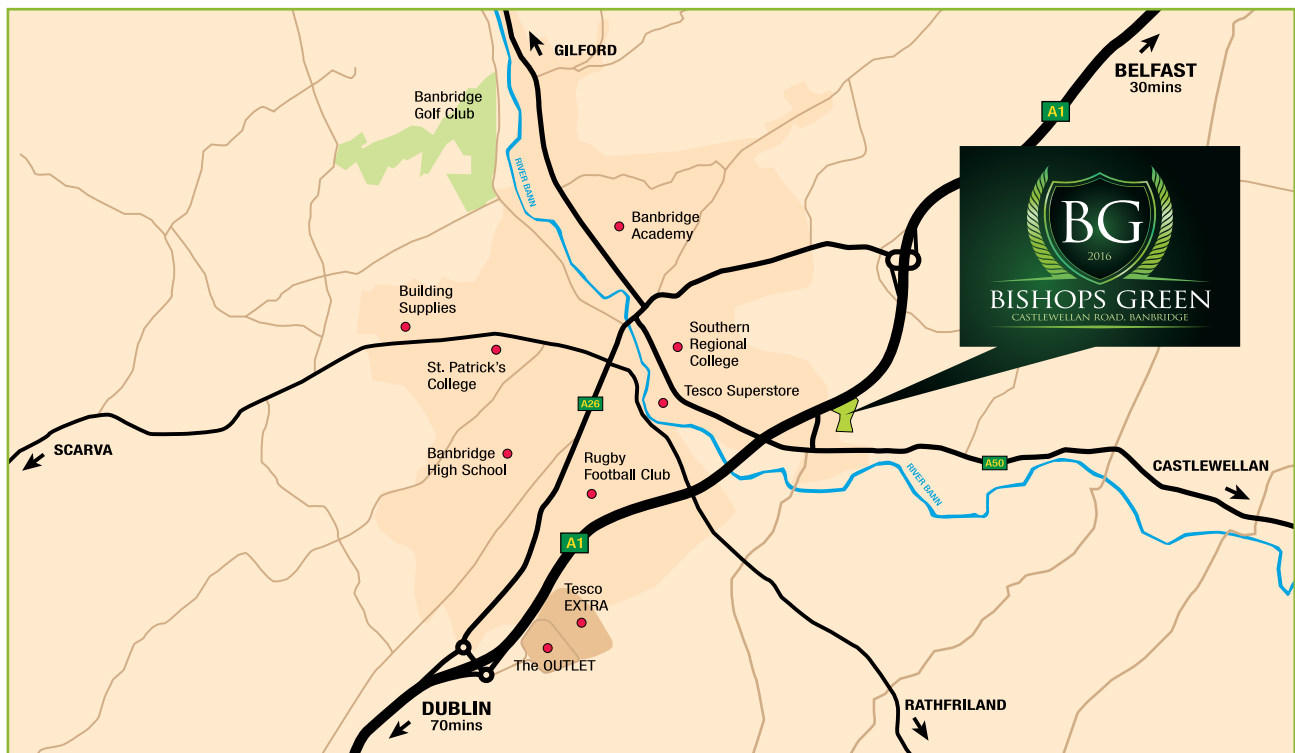 GILFORD
BELFAST
30mins
A1
Banbridge
Golf Club
RIVER BANN
Banbridge
Academy
BG
2016
BISHOPS GREEN
CASTLEWELLAN ROAD, BANBRIDGE
Building
Supplies
St. Patrick's
College
Southern
Regional
College
Tesco Superstore
A26
SCARVA
Banbridge
High School
Rugby
Football Club
A50
CASTLEWELLAN
RIVER BANN
A1
Tesco
EXTRA
The OUTLET
DUBLIN
70mins
RATHFRILAND